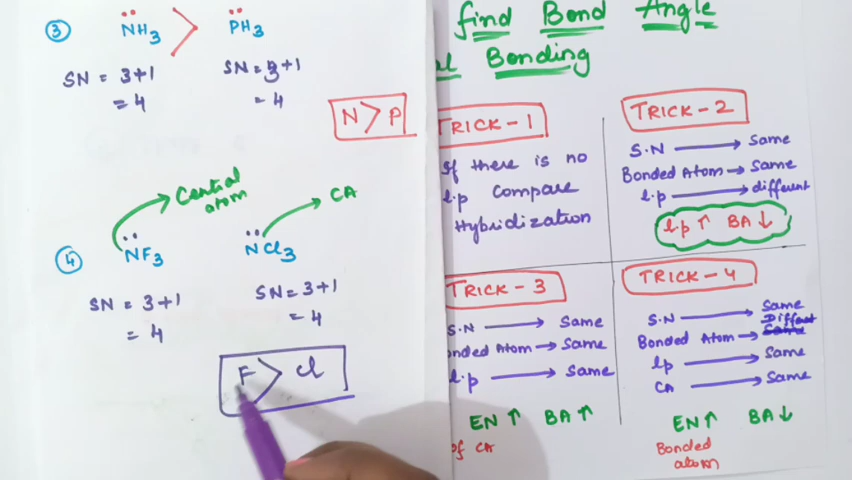 ③ NH3 > PH3
SN = 3+1 SN = 3+1
= 4 = 4
N > P
Central atom
CA
④ NF3 NCl3
SN = 3+1 SN = 3+1
= 4 = 4
F > Cl
find Bond Angle
Bonding
TRICK-1
If there is no
l.p Compare
Hybridization
TRICK-2
S.N → Same
Bonded Atom → Same
l.p → different
l.p ↑ BA ↓
TRICK-3
S.N → Same
onded Atom → Same
l.p → Same
EN ↑ BA ↑
of CA
TRICK-4
S.N → Same
Bonded Atom → Diffent
lp → Same
CA → Same
EN ↑ BA ↓
Bonded
atom